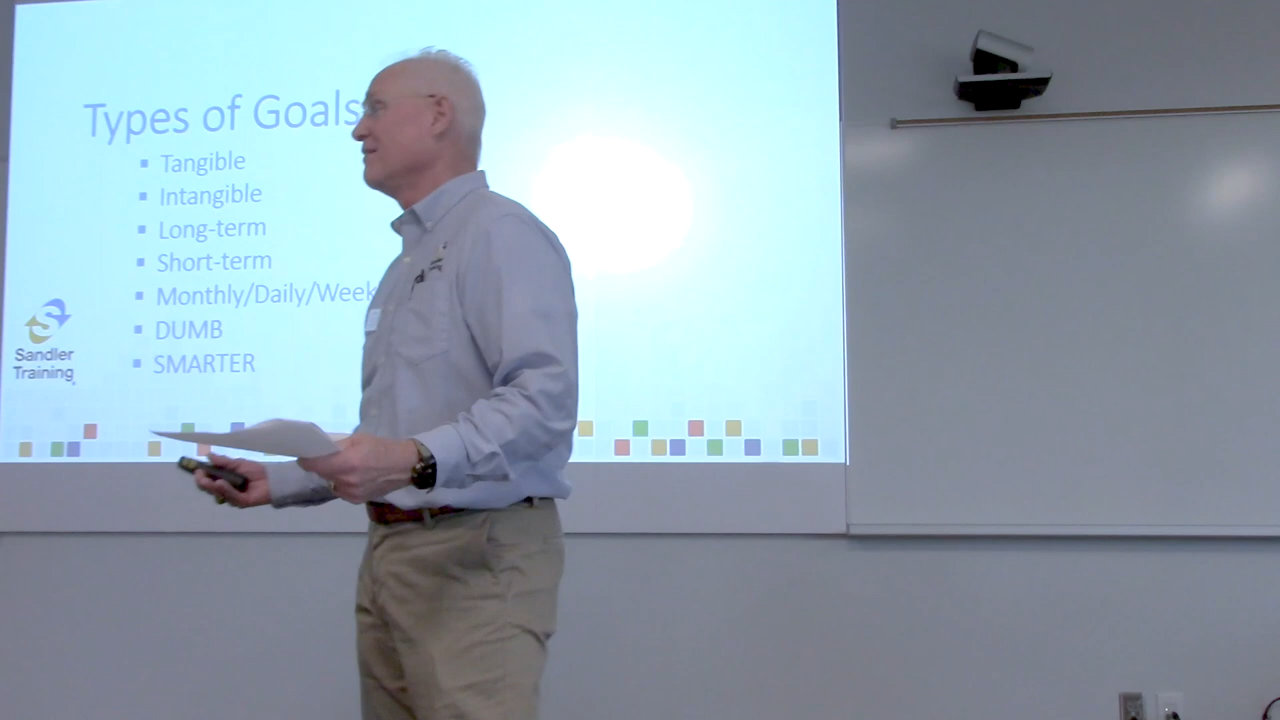 Types of Goals
Tangible
Intangible
Long-term
Short-term
Monthly/Daily/Week
DUMB
SMARTER
Sandler
Training